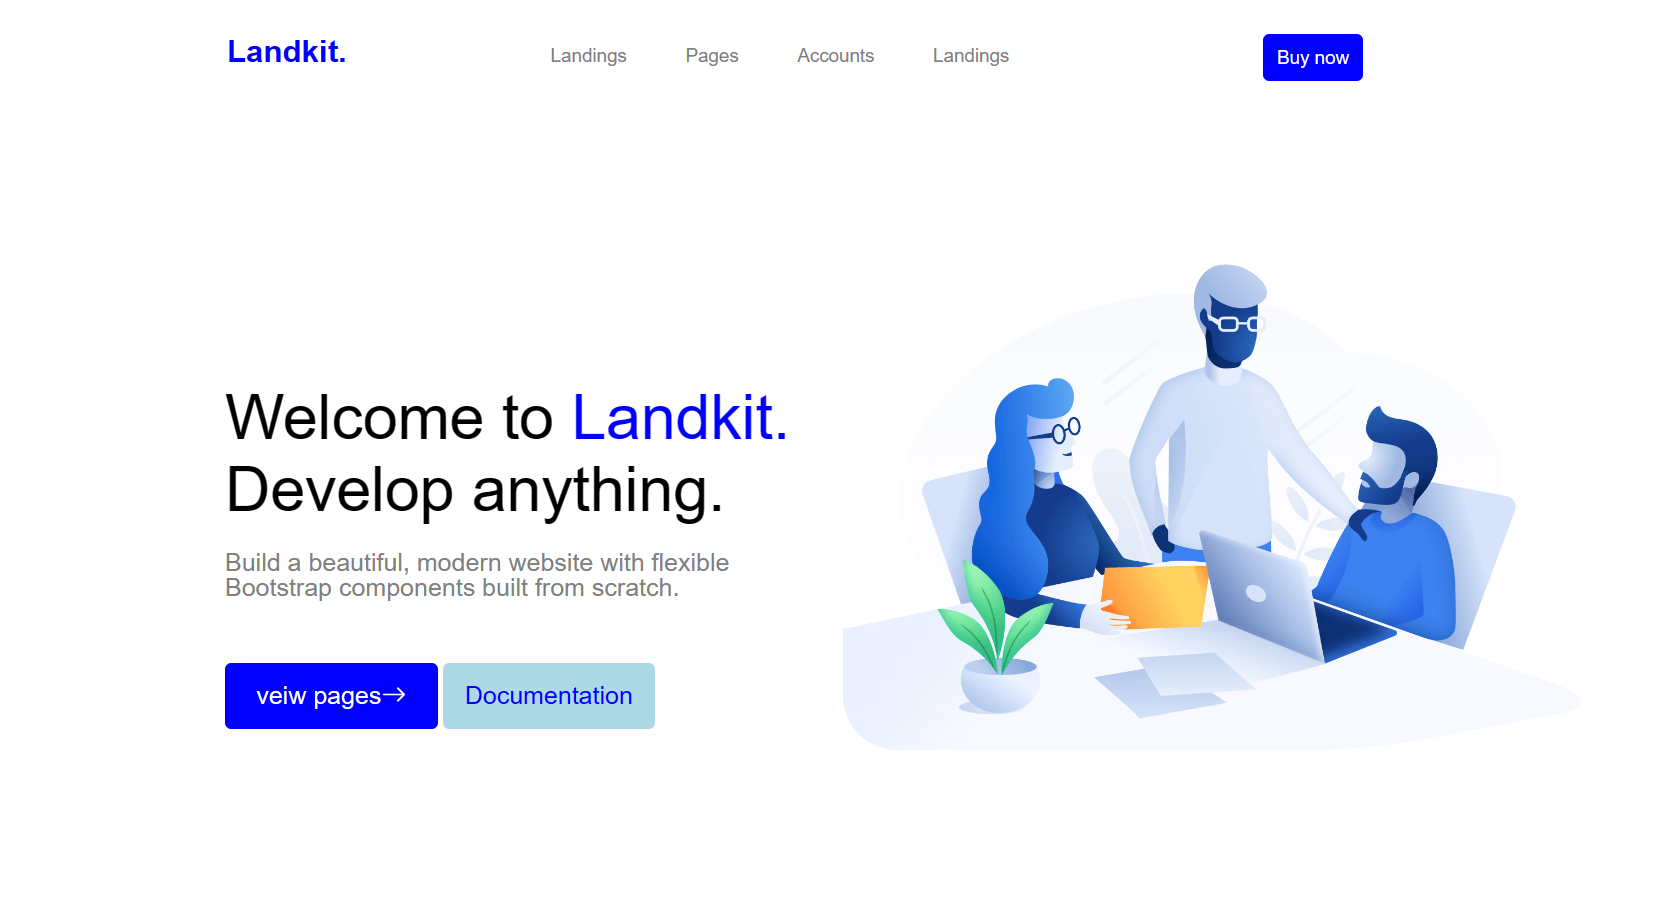 Landkit.
Landings
Pages
Accounts
Landings
Buy now
Welcome to Landkit.
Develop anything.
Build a beautiful, modern website with flexible
Bootstrap components built from scratch.
veiw pages→
Documentation